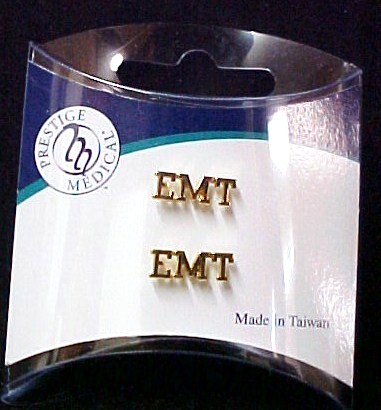 PRESTIGE
MEDICAL
EMT
EMT
Made in Taiwan